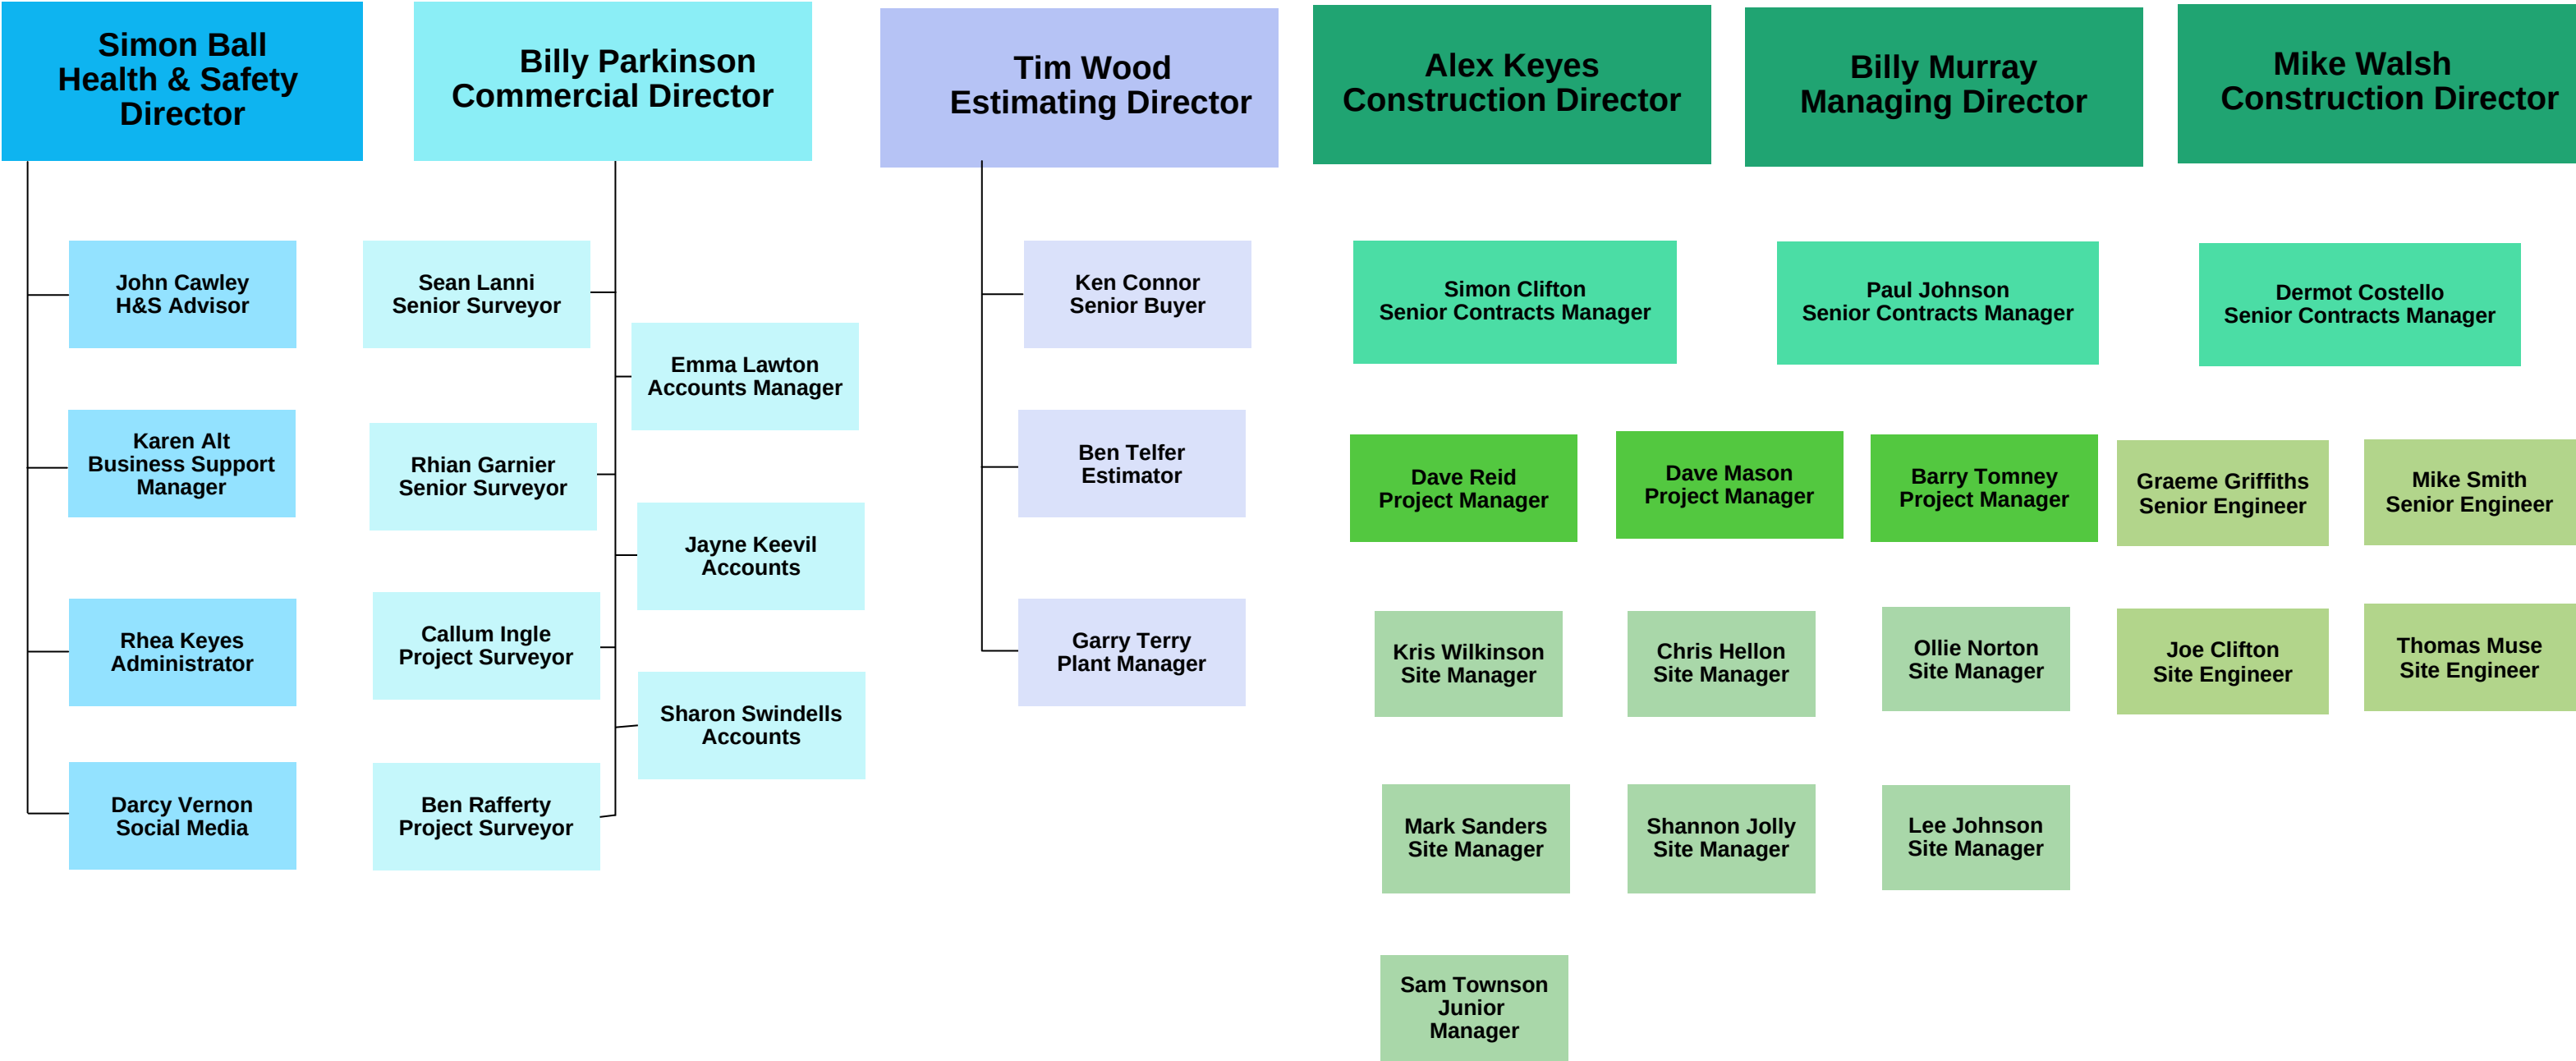 Simon Ball
Health & Safety
Director
Billy Parkinson
Commercial Director
Tim Wood
Estimating Director
Alex Keyes
Construction Director
Billy Murray
Managing Director
Mike Walsh
Construction Director
John Cawley
H&S Advisor
Karen Alt
Business Support
Manager
Rhea Keyes
Administrator
Darcy Vernon
Social Media
Sean Lanni
Senior Surveyor
Emma Lawton
Accounts Manager
Rhian Garnier
Senior Surveyor
Jayne Keevil
Accounts
Callum Ingle
Project Surveyor
Sharon Swindells
Accounts
Ben Rafferty
Project Surveyor
Ken Connor
Senior Buyer
Ben Telfer
Estimator
Garry Terry
Plant Manager
Simon Clifton
Senior Contracts Manager
Paul Johnson
Senior Contracts Manager
Dermot Costello
Senior Contracts Manager
Dave Reid
Project Manager
Dave Mason
Project Manager
Barry Tomney
Project Manager
Graeme Griffiths
Senior Engineer
Mike Smith
Senior Engineer
Kris Wilkinson
Site Manager
Chris Hellon
Site Manager
Ollie Norton
Site Manager
Joe Clifton
Site Engineer
Thomas Muse
Site Engineer
Mark Sanders
Site Manager
Shannon Jolly
Site Manager
Lee Johnson
Site Manager
Sam Townson
Junior
Manager